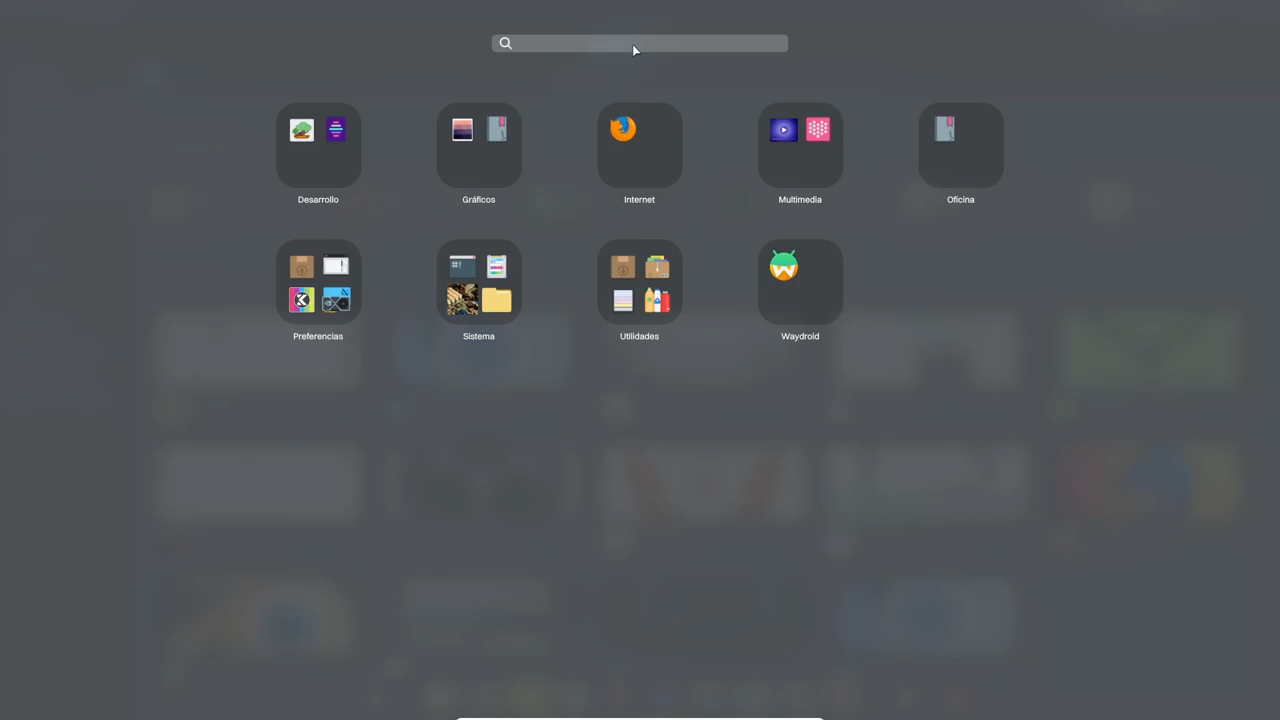 Desarrollo
Gráficos
Internet
Multimedia
Oficina
Preferencias
Sistema
Utilidades
Waydroid